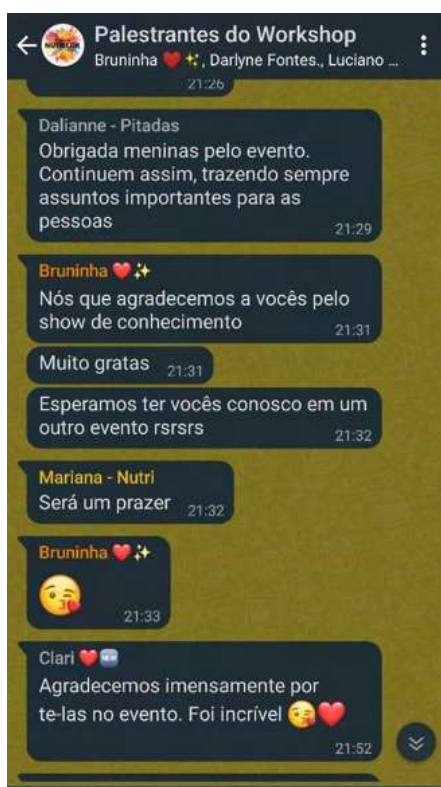 Palestrantes do Workshop
Bruninha ❤️✨, Darlyne Fontes., Luciano ...
21:26
Dalianne - Pitadas
Obrigada meninas pelo evento.
Continuem assim, trazendo sempre
assuntos importantes para as
pessoas
21:29
Bruninha ❤️✨
Nós que agradecemos a vocês pelo
show de conhecimento
21:31
Muito gratas 21:31
Esperamos ter vocês conosco em um
outro evento rsrsrs
21:32
Mariana - Nutri
Será um prazer 21:32
Bruninha ❤️✨
😘
21:33
Clari ❤️🆕
Agradecemos imensamente por
te-las no evento. Foi incrível 😘❤️
21:52